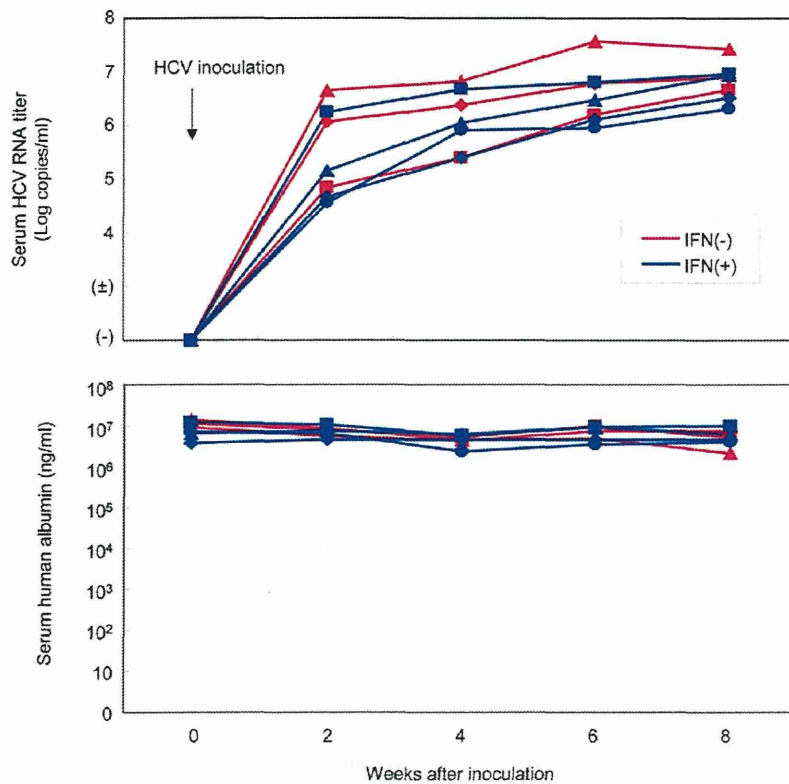 Serum HCV RNA titer
(Log copies/ml)
8
7
6
5
4
(±)
(-)
HCV inoculation
IFN(-)
IFN(+)
Serum human albumin (ng/ml)
10⁸
10⁷
10⁶
10⁵
10⁴
10³
10²
10
0
0 2 4 6 8
Weeks after inoculation